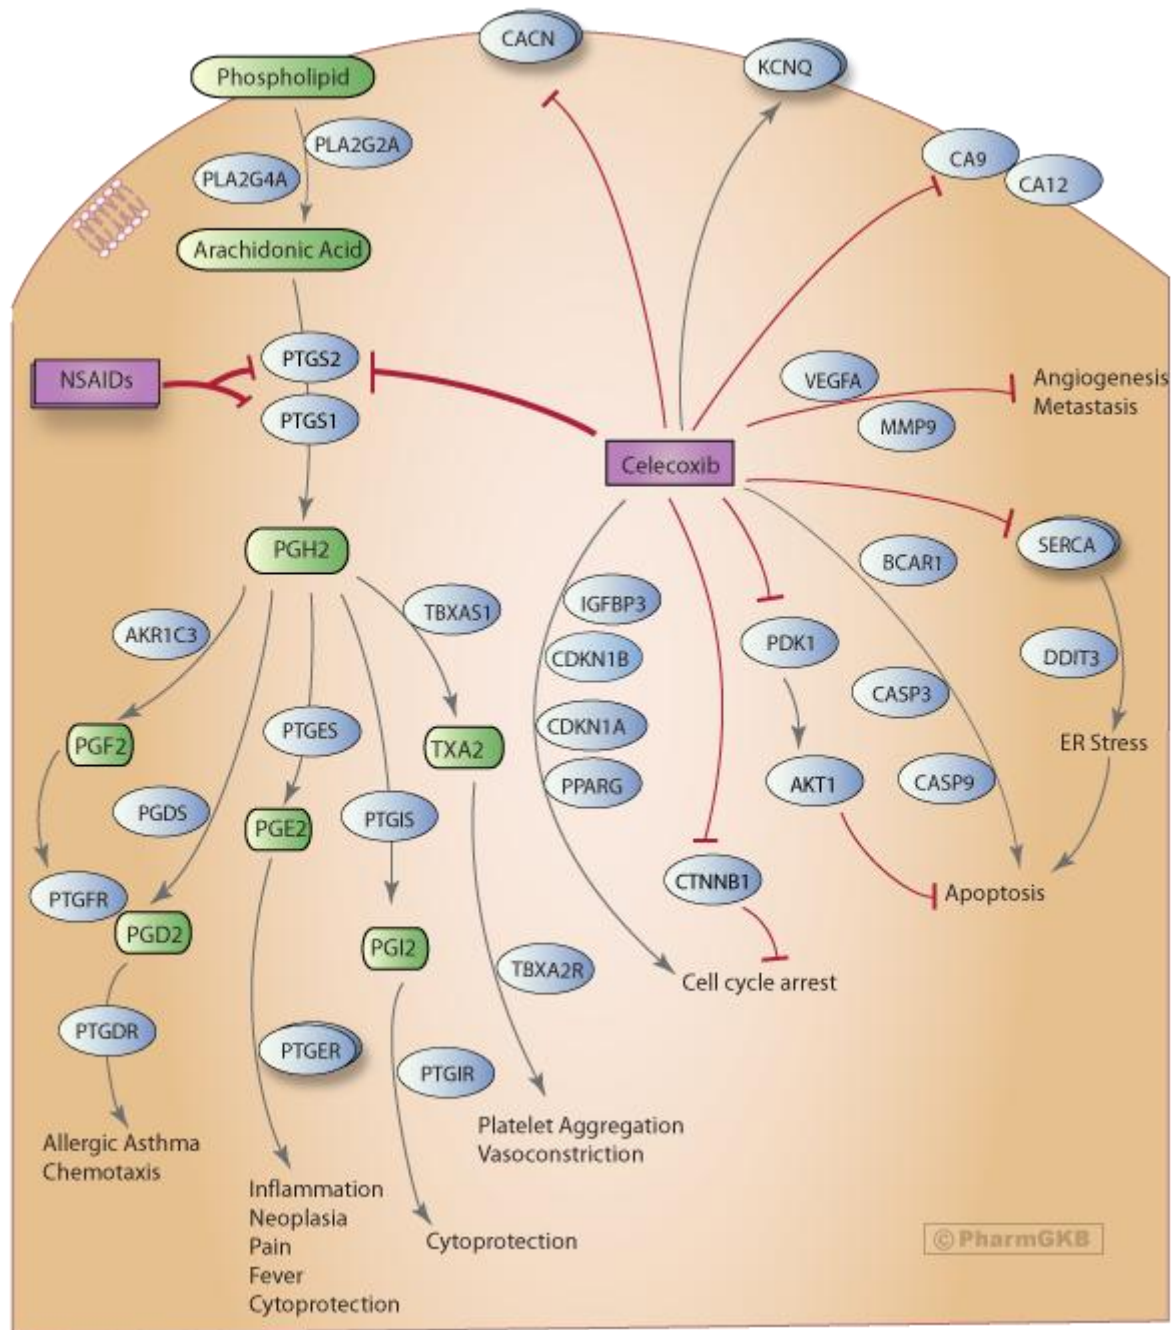 CACN
KCNQ
Phospholipid
PLA2G2A
PLA2G4A
CA9
CA12
Arachidonic Acid
NSAIDs
PTGS2
PTGS1
VEGFA
MMP9
Angiogenesis
Metastasis
Celecoxib
PGH2
SERCA
BCAR1
IGFBP3
TBXAS1
AKR1C3
CDKN1B
PDK1
DDIT3
CASP3
PGF2
PTGES
TXA2
CDKN1A
ER Stress
PPARG
AKT1
CASP9
PGDS
PGE2
PTGIS
PTGFR
CTNNB1
Apoptosis
PGD2
PGI2
TBXA2R
Cell cycle arrest
PTGDR
PTGER
PTGIR
Allergic Asthma
Chemotaxis
Platelet Aggregation
Vasoconstriction
Inflammation
Neoplasia
Pain
Fever
Cytoprotection
Cytoprotection
© PharmGKB